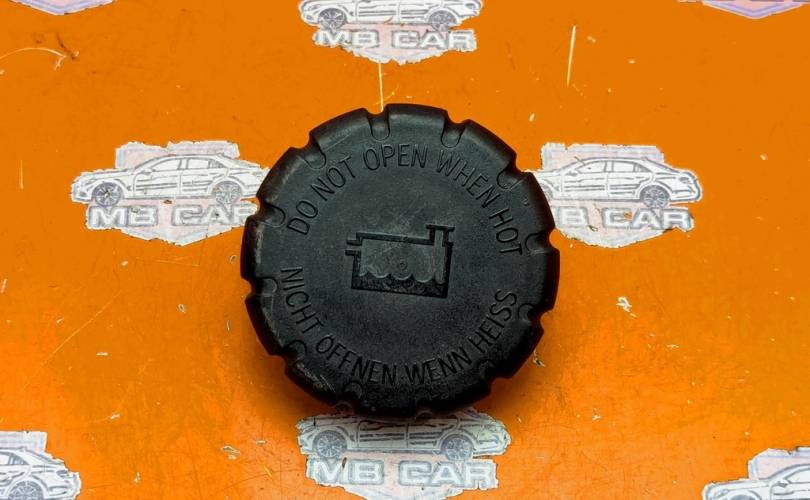 MB CAR
DO NOT OPEN WHEN HOT
MB CAR
MB CAR
NICHT OFFNEN WENN HEISS
MB CAR